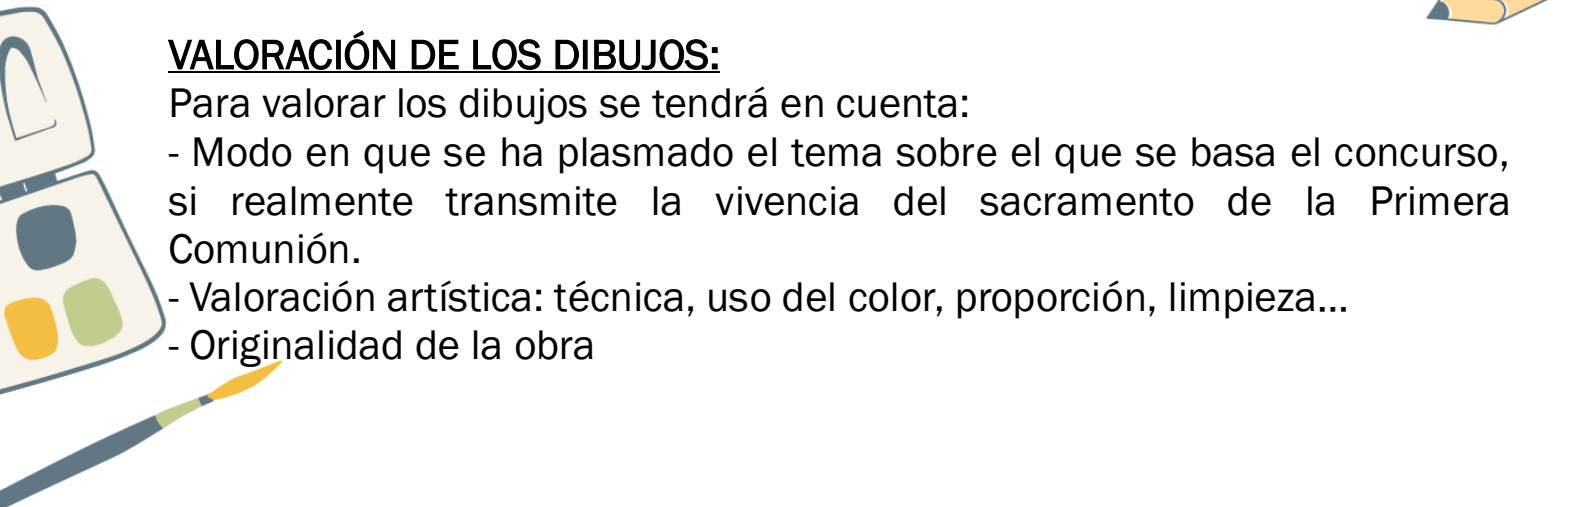 VALORACIÓN DE LOS DIBUJOS:
Para valorar los dibujos se tendrá en cuenta:
- Modo en que se ha plasmado el tema sobre el que se basa el concurso,
si realmente transmite la vivencia del sacramento de la Primera
Comunión.
- Valoración artística: técnica, uso del color, proporción, limpieza...
- Originalidad de la obra